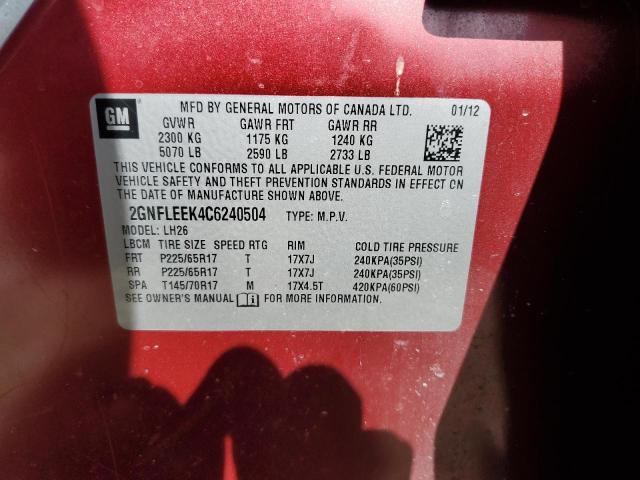 GM
MFD BY GENERAL MOTORS OF CANADA LTD. 01/12
GVWR GAWR FRT GAWR RR
2300 KG 1175 KG 1240 KG
5070 LB 2590 LB 2733 LB
THIS VEHICLE CONFORMS TO ALL APPLICABLE U.S. FEDERAL MOTOR
VEHICLE SAFETY AND THEFT PREVENTION STANDARDS IN EFFECT ON
THE DATE OF MANUFACTURE SHOWN ABOVE.
2GNFLEEK4C6240504 TYPE: M.P.V.
MODEL: LH26
LBCM TIRE SIZE SPEED RTG RIM COLD TIRE PRESSURE
FRT P225/65R17 T 17X7J 240KPA(35PSI)
RR P225/65R17 T 17X7J 240KPA(35PSI)
SPA T145/70R17 M 17X4.5T 420KPA(60PSI)
SEE OWNER'S MANUAL FOR MORE INFORMATION.